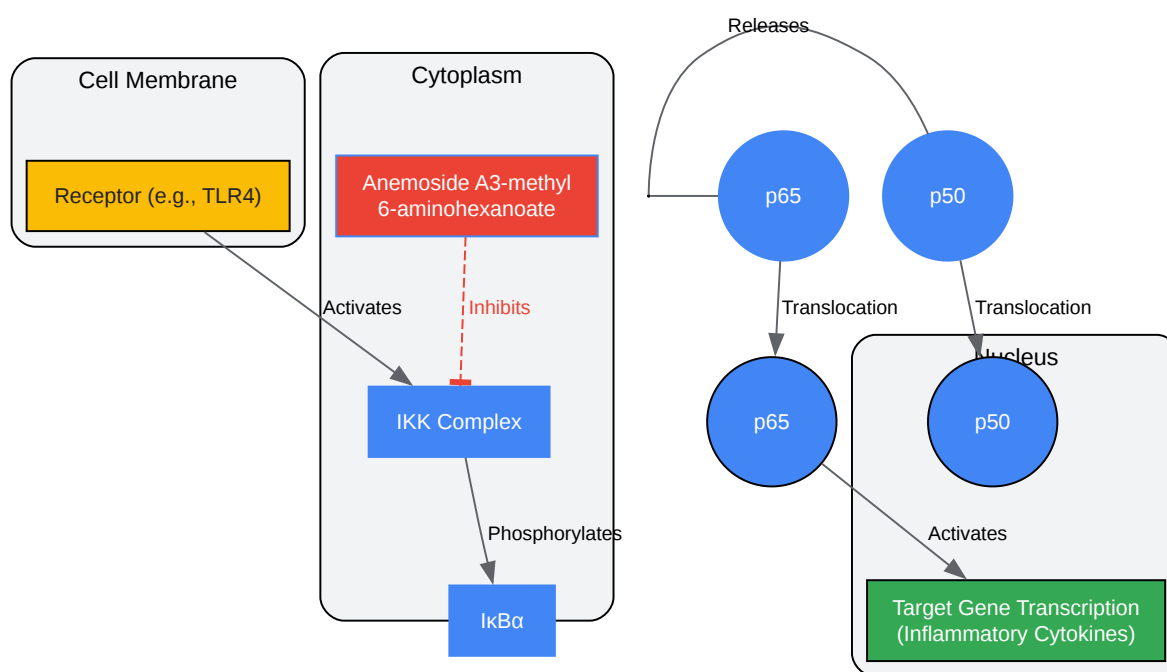 Releases
Cell Membrane
Cytoplasm
Receptor (e.g., TLR4)
Anemoside A3-methyl
6-aminohexanoate
p65
p50
Activates
Inhibits
Translocation
Translocation
Nucleus
IKK Complex
p65
p50
Phosphorylates
Activates
IκBα
Target Gene Transcription
(Inflammatory Cytokines)